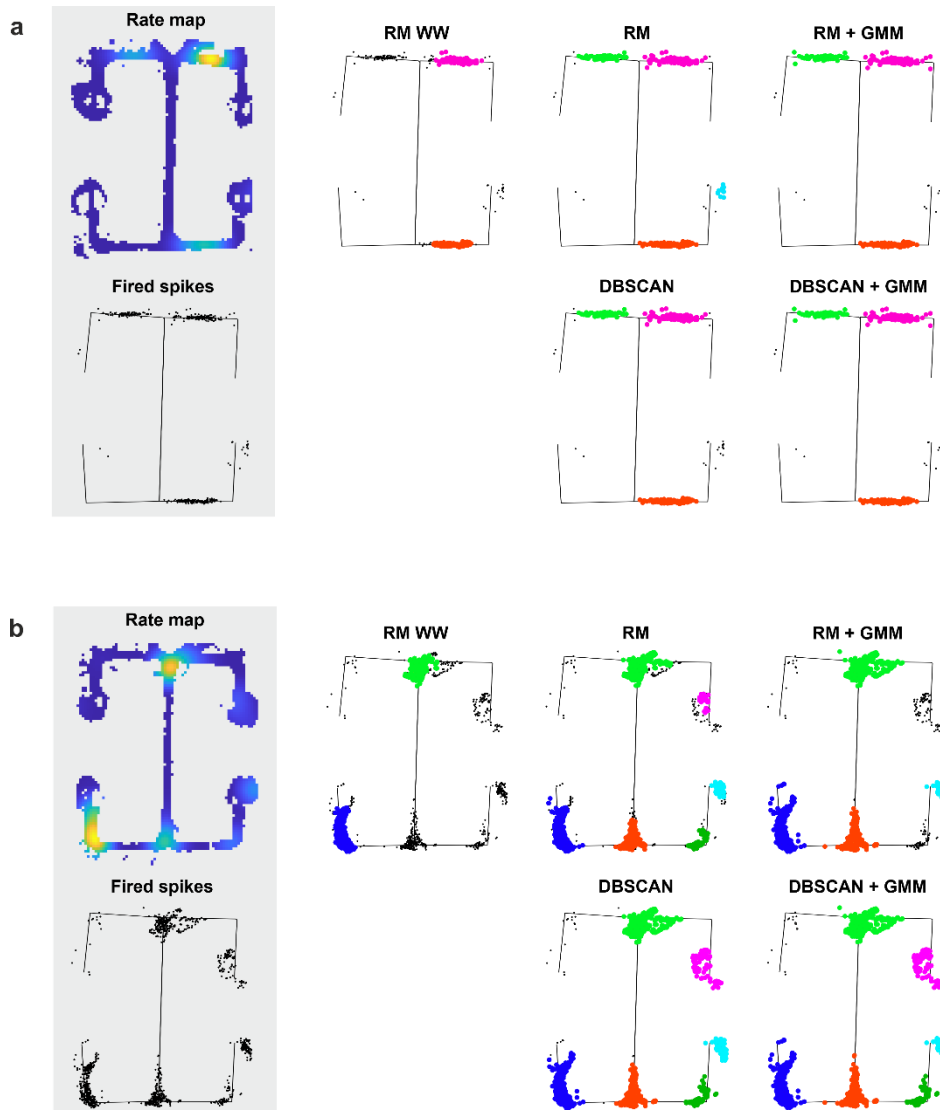 a
Rate map
RM WW
RM
RM + GMM
Fired spikes
DBSCAN
DBSCAN + GMM
b
Rate map
RM WW
RM
RM + GMM
Fired spikes
DBSCAN
DBSCAN + GMM